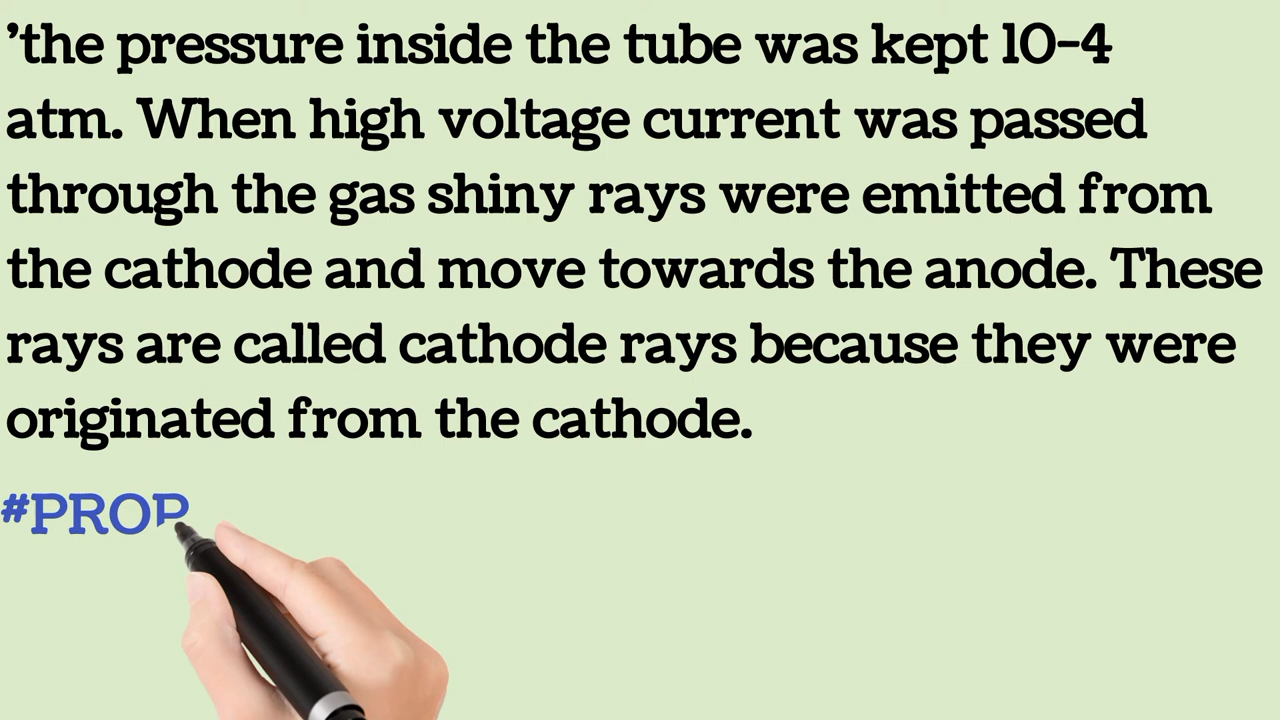 ’the pressure inside the tube was kept 10-4
atm. When high voltage current was passed
through the gas shiny rays were emitted from
the cathode and move towards the anode. These
rays are called cathode rays because they were
originated from the cathode.
#PROP